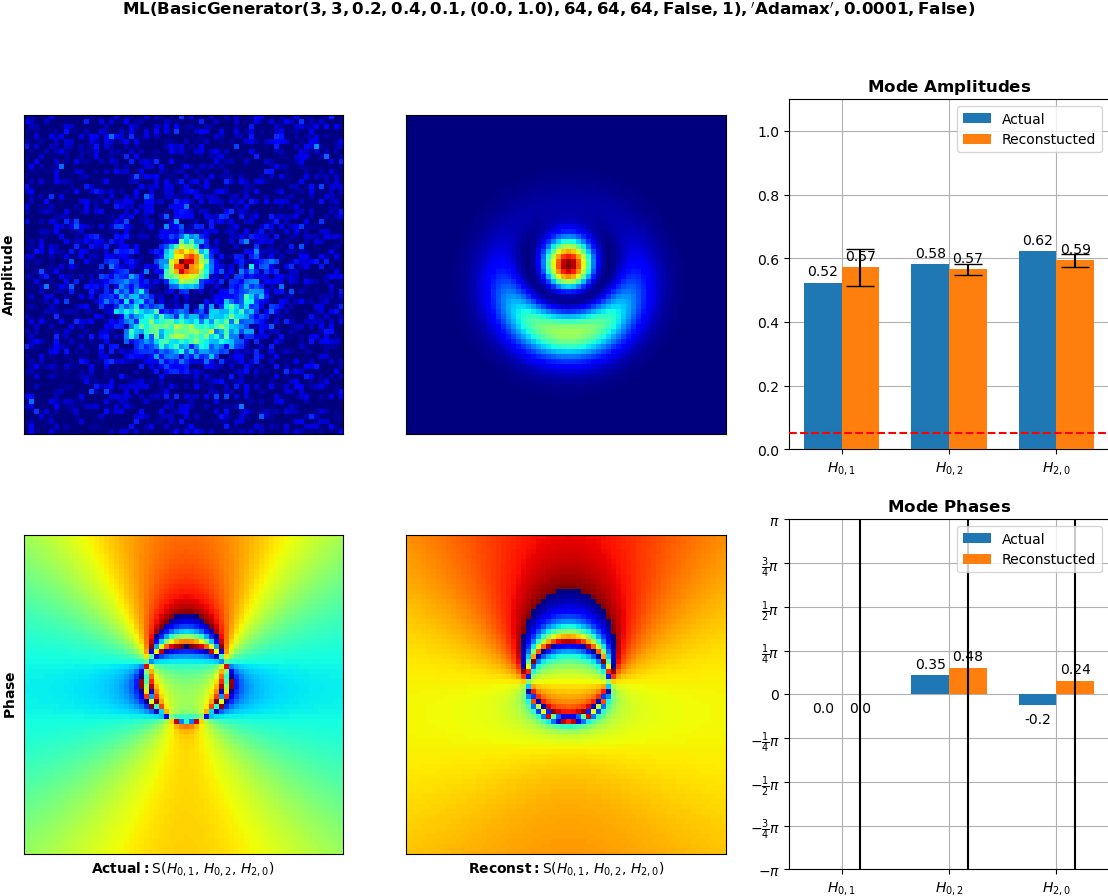 ML(BasicGenerator(3, 3, 0.2, 0.4, 0.1, (0.0, 1.0), 64, 64, 64, False, 1), ′Adamax′, 0.0001, False)
Amplitude
Mode Amplitudes
Actual
Reconstucted
1.0
0.8
0.6
0.4
0.2
0.0
0.52
0.57
0.58
0.57
0.62
0.59
H0,1
H0,2
H2,0
Phase
Actual: S(H0,1, H0,2, H2,0)
Reconst: S(H0,1, H0,2, H2,0)
Mode Phases
Actual
Reconstucted
π
3/4π
1/2π
1/4π
0
−1/4π
−1/2π
−3/4π
−π
0.0
0.0
0.35
0.48
-0.2
0.24
H0,1
H0,2
H2,0